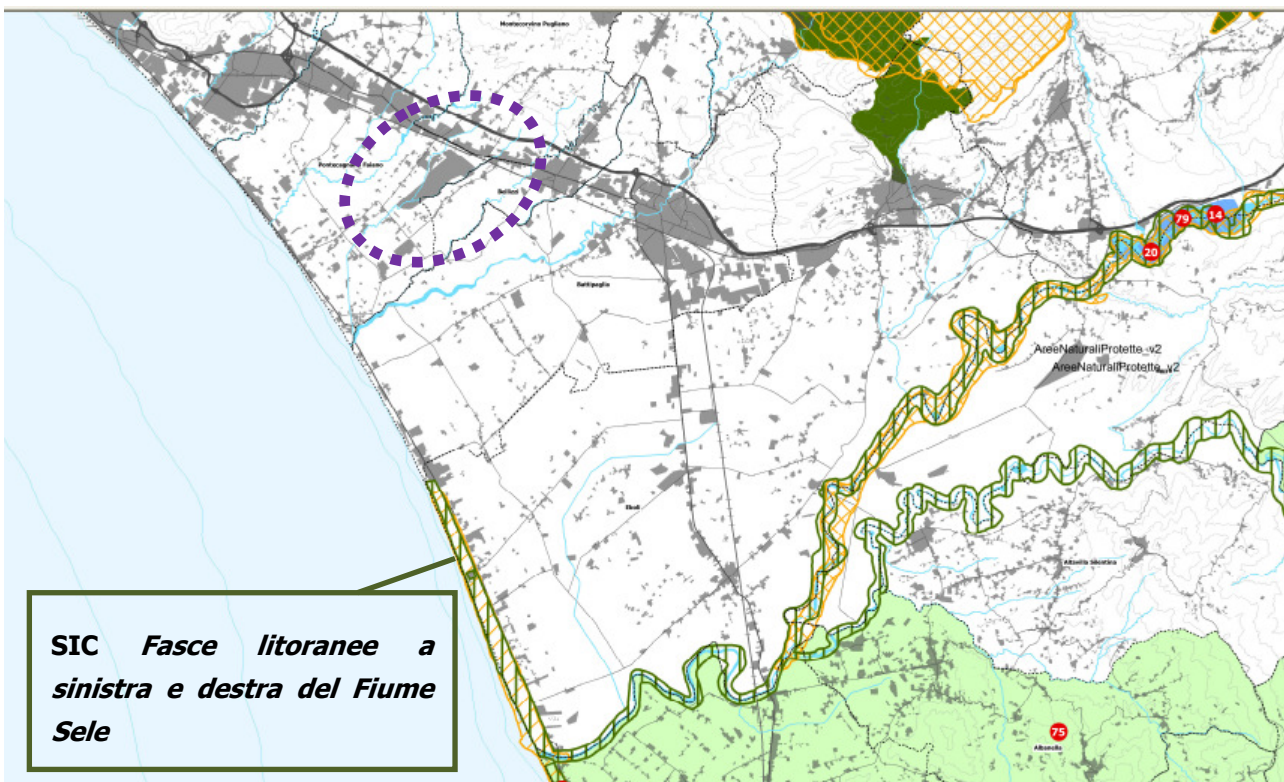 Montecorvino Pugliano
Pontecagnano Faiano
Bellizzi
Battipaglia
79
14
20
AreeNaturaliProtette_v2
AreeNaturaliProtette_v2
Eboli
Altavilla Silentina
SIC Fasce litoranee a
sinistra e destra del Fiume
Sele
75
Albanella